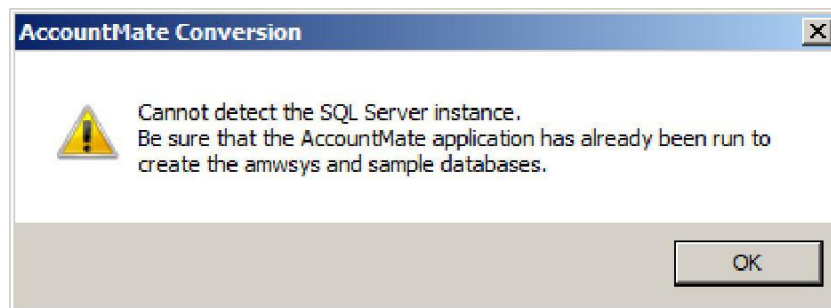 AccountMate Conversion
Cannot detect the SQL Server instance.
Be sure that the AccountMate application has already been run to
create the amwsys and sample databases.
OK